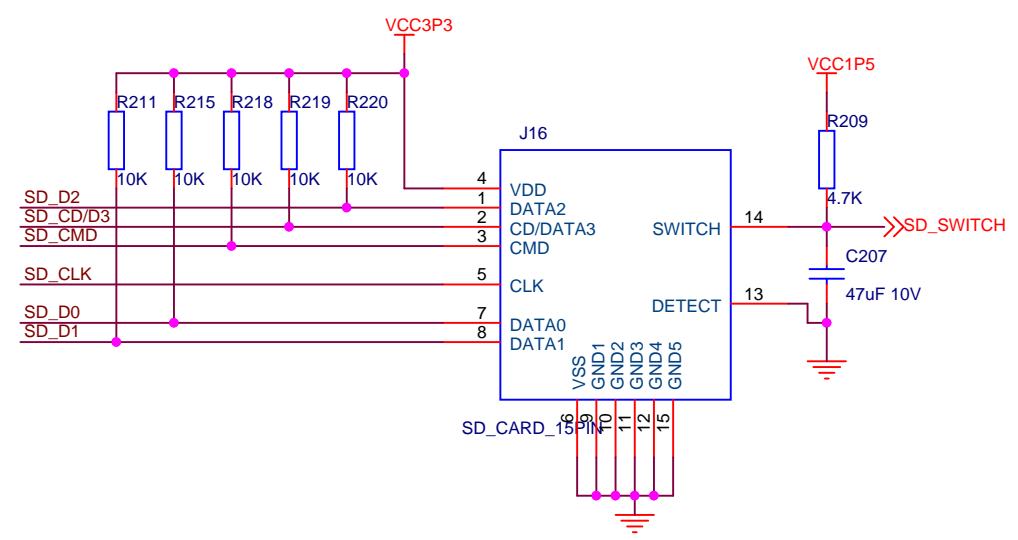 VCC3P3
VCC1P5
R211 R215 R218 R219 R220
R209
J16
10K 10K 10K 10K 10K
4.7K
SD_D2
SD_CD/D3
SD_CMD
SD_CLK
SD_D0
SD_D1
4 VDD
1 DATA2
2 CD/DATA3
3 CMD
5 CLK
7 DATA0
8 DATA1
SWITCH 14
SD_SWITCH
C207
47uF 10V
DETECT 13
VSS GND1 GND2 GND3 GND4 GND5
6 9 10 11 12 15
SD_CARD_15PIN